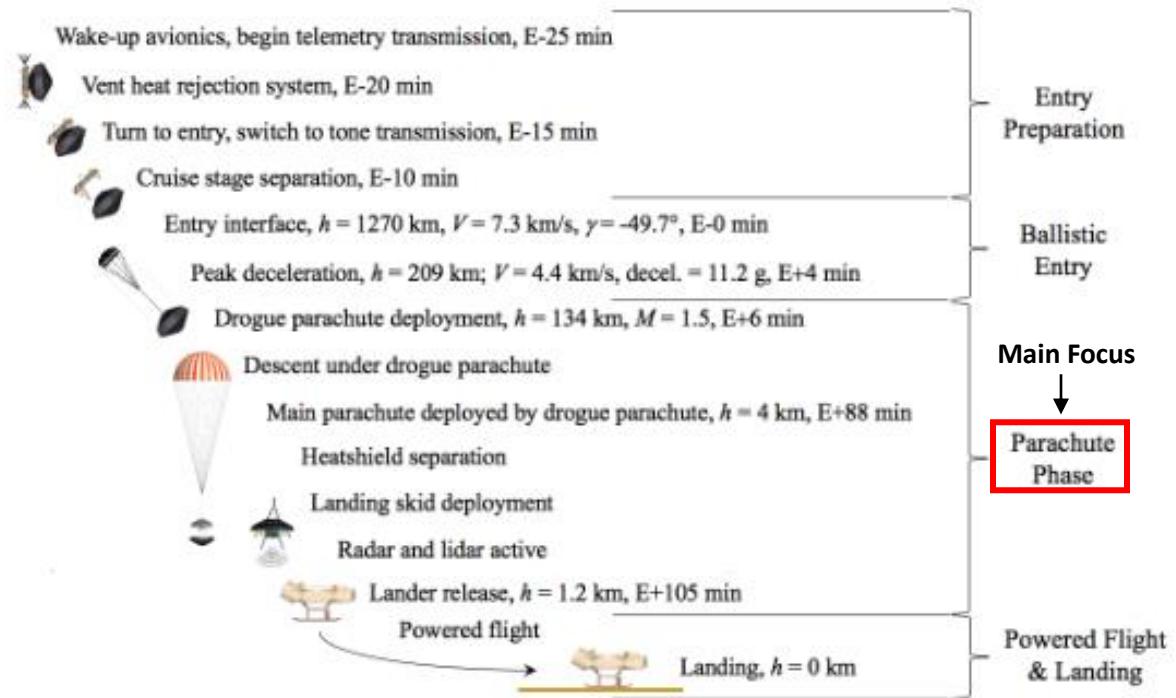 Wake-up avionics, begin telemetry transmission, E-25 min
Vent heat rejection system, E-20 min
Turn to entry, switch to tone transmission, E-15 min
Cruise stage separation, E-10 min
Entry
Preparation
Entry interface, h = 1270 km, V = 7.3 km/s, γ = -49.7°, E-0 min
Peak deceleration, h = 209 km; V = 4.4 km/s, decel. = 11.2 g, E+4 min
Ballistic
Entry
Drogue parachute deployment, h = 134 km, M = 1.5, E+6 min
Descent under drogue parachute
Main parachute deployed by drogue parachute, h = 4 km, E+88 min
Heatshield separation
Landing skid deployment
Radar and lidar active
Lander release, h = 1.2 km, E+105 min
Main Focus
Parachute
Phase
Powered flight
Landing, h = 0 km
Powered Flight
& Landing